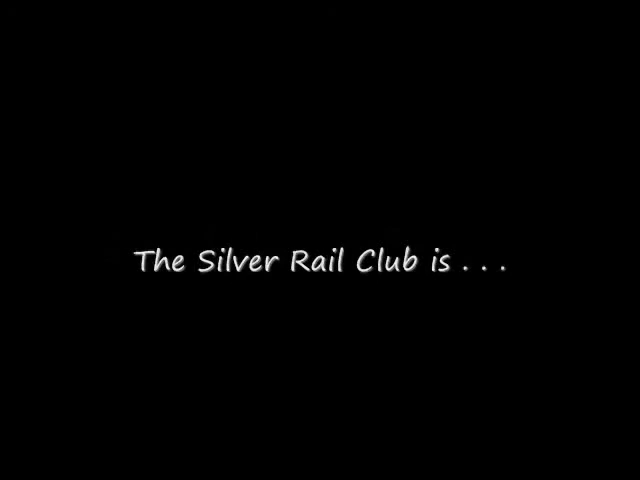 The Silver Rail Club is . . .